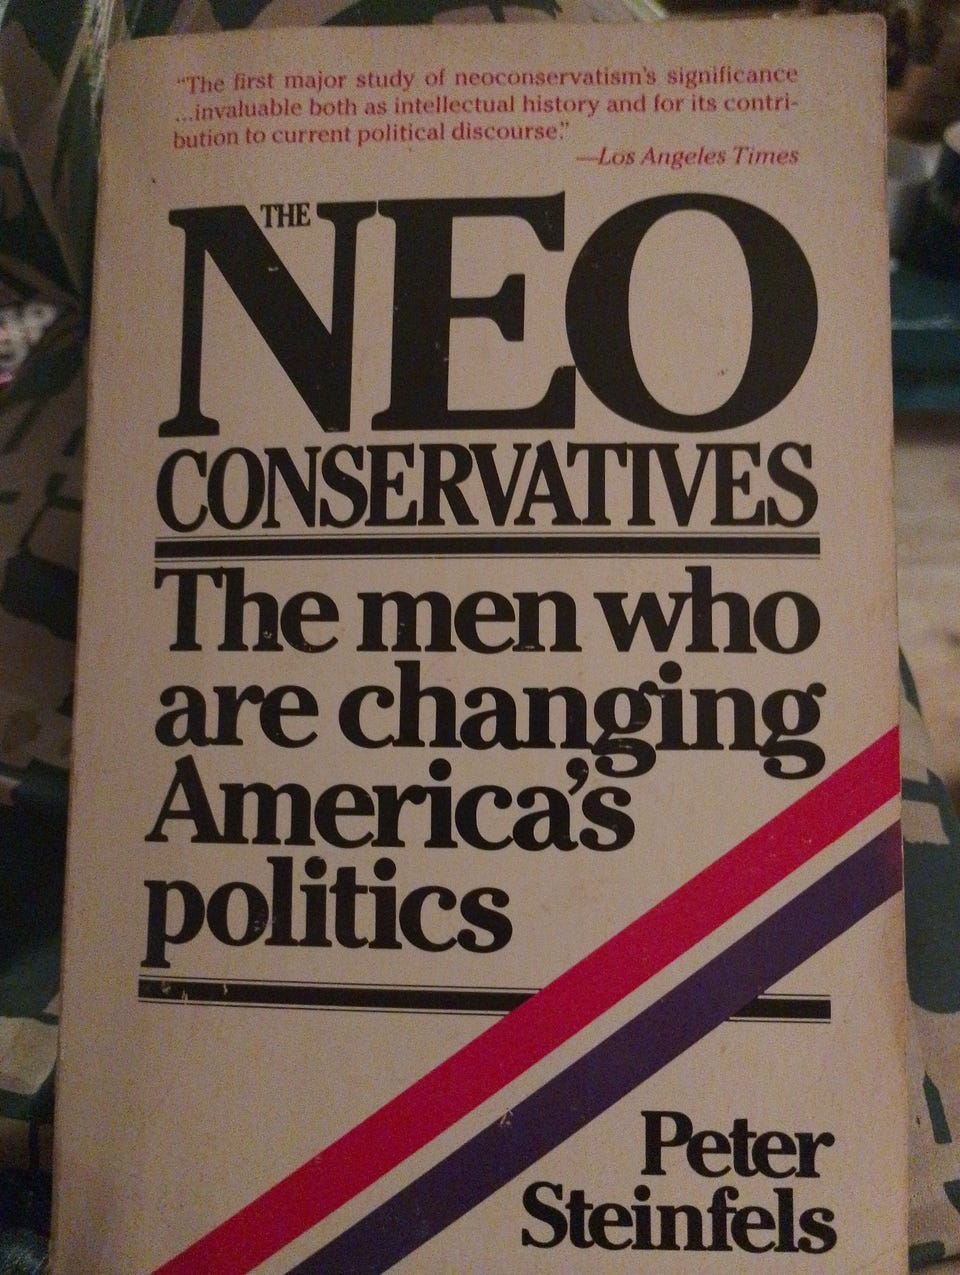 "The first major study of neoconservatism's significance
...invaluable both as intellectual history and for its contri-
bution to current political discourse."
—Los Angeles Times
THE
NEO
CONSERVATIVES
The men who
are changing
America's
politics
Peter
Steinfels